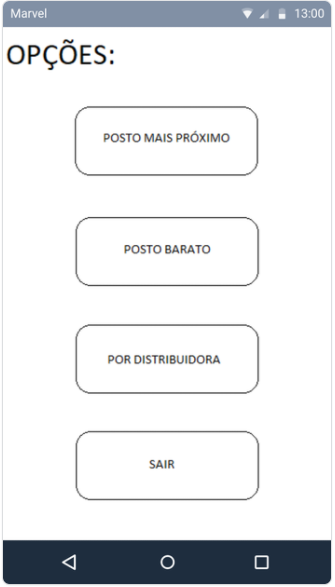 Marvel 13:00
OPÇÕES:
POSTO MAIS PRÓXIMO
POSTO BARATO
POR DISTRIBUIDORA
SAIR